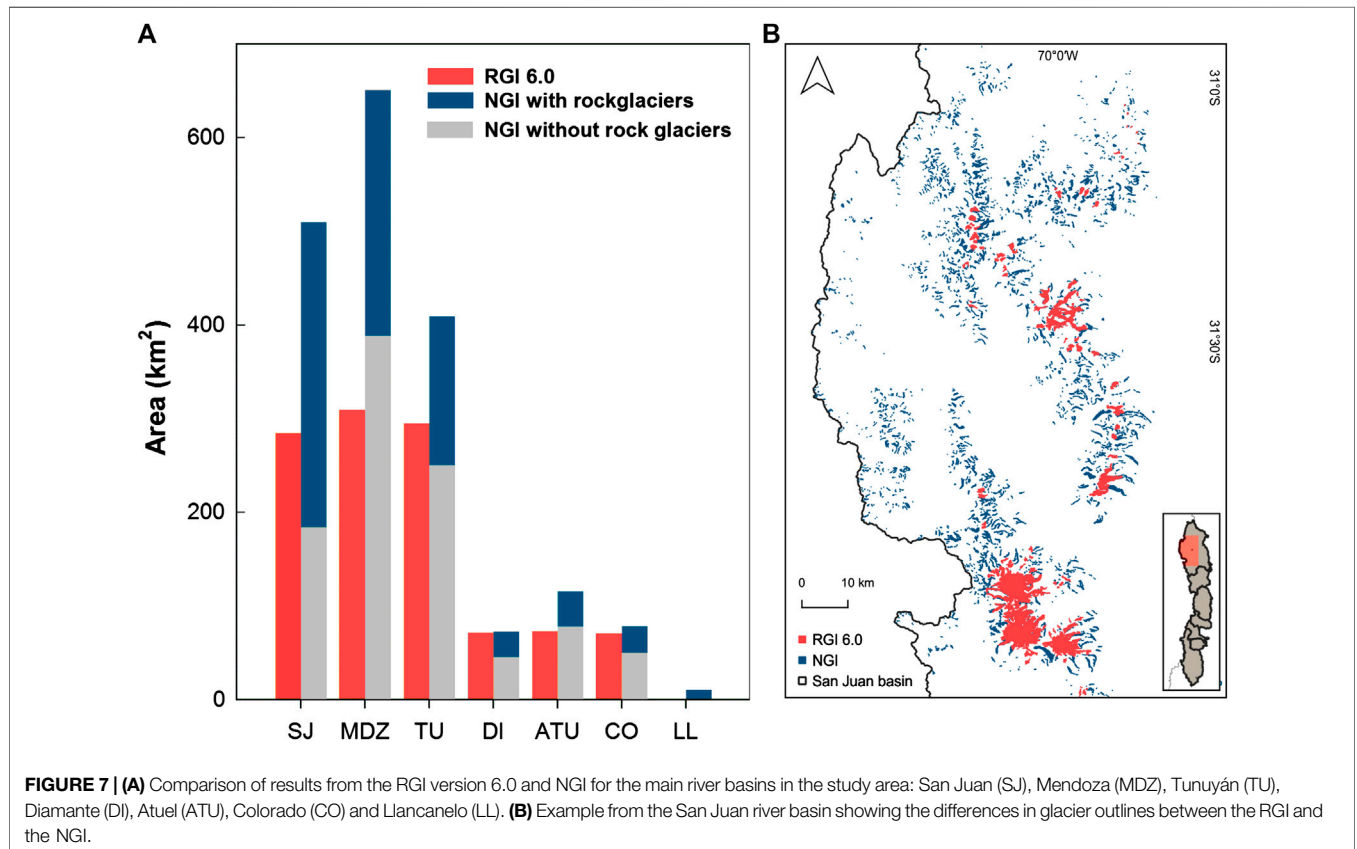 A
RGI 6.0
NGI with rockglaciers
NGI without rock glaciers
Area (km²)
600
400
200
0
SJ MDZ TU DI ATU CO LL
B
70°0'W
31°0'S
31°30'S
0 10 km
RGI 6.0
NGI
San Juan basin
FIGURE 7 | (A) Comparison of results from the RGI version 6.0 and NGI for the main river basins in the study area: San Juan (SJ), Mendoza (MDZ), Tunuyán (TU),
Diamante (DI), Atuel (ATU), Colorado (CO) and Llancanelo (LL). (B) Example from the San Juan river basin showing the differences in glacier outlines between the RGI and
the NGI.